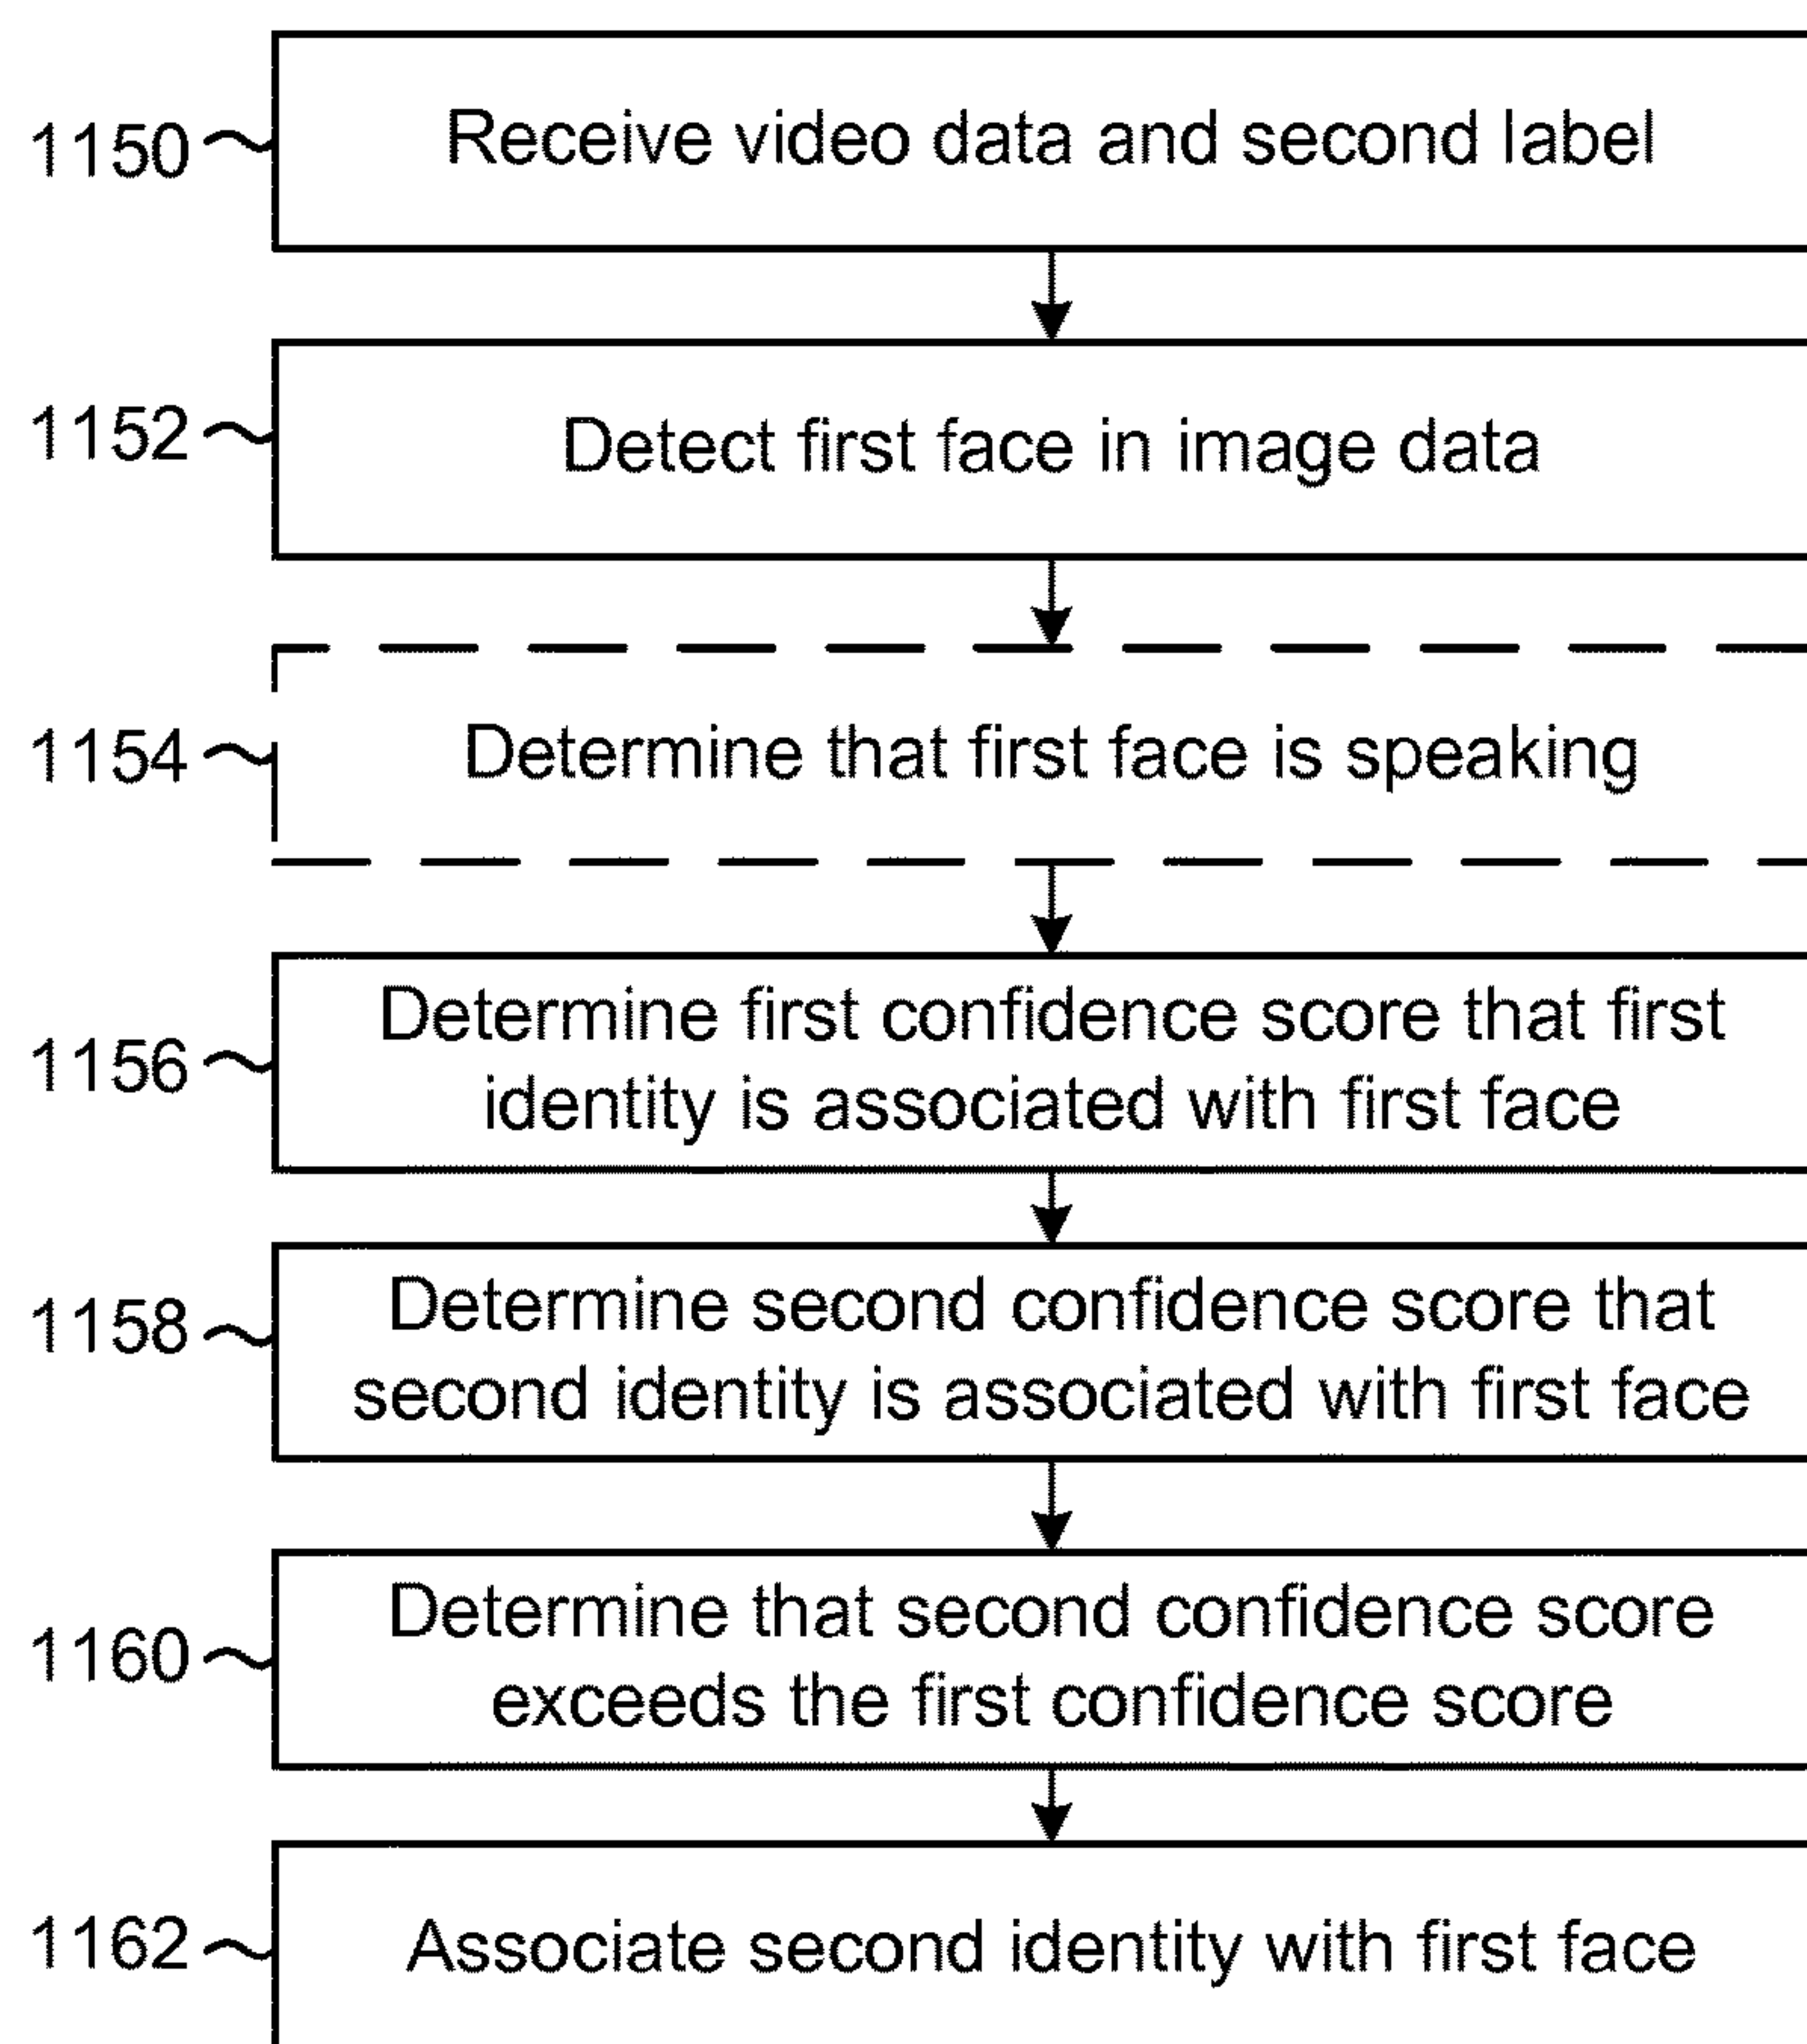 1150 Receive video data and second label
1152 Detect first face in image data
1154 Determine that first face is speaking
1156 Determine first confidence score that first
identity is associated with first face
1158 Determine second confidence score that
second identity is associated with first face
1160 Determine that second confidence score
exceeds the first confidence score
1162 Associate second identity with first face